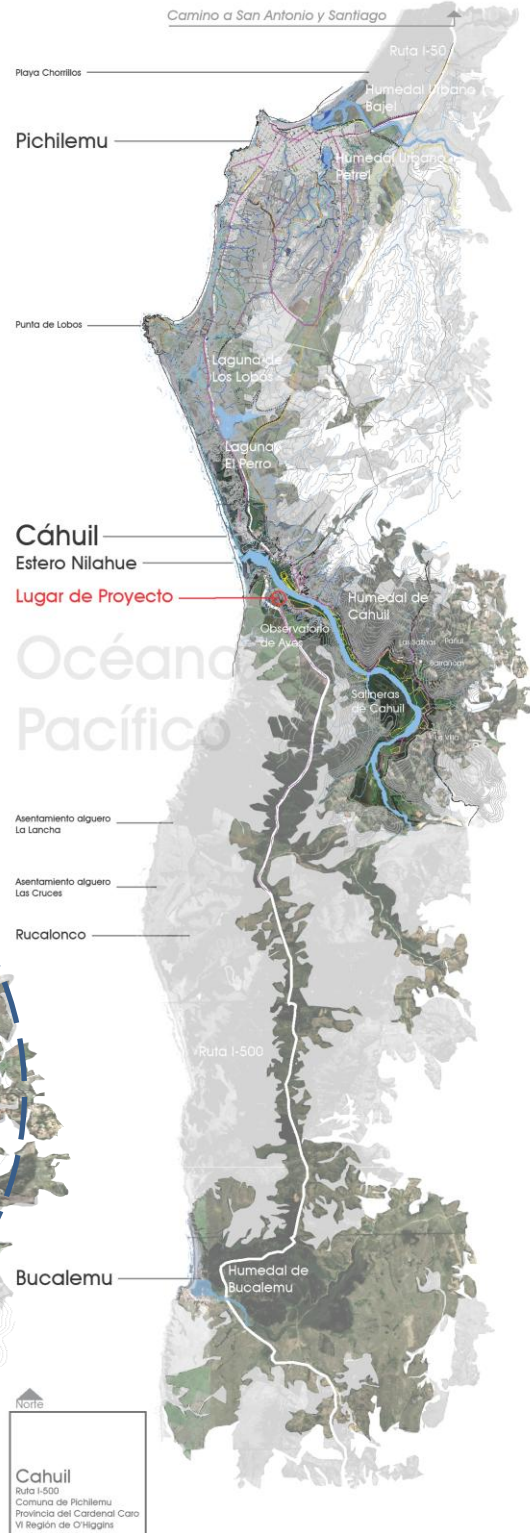 Camino a San Antonio y Santiago
Ruta I-50
Playa Chorrillos
Humedal Urbano
Bajel
Pichilemu
Humedal Urbano
Petrel
Punta de Lobos
Laguna de
Los Lobos
Laguna
El Perro
Cáhuil
Estero Nilahue
Lugar de Proyecto
Humedal de
Cáhuil
Observatorio
de Aves
Océano
Pacífico
Barrancas
Salineras
de Cahuil
La Villa
Asentamiento alguero
La Lancha
Asentamiento alguero
Las Cruces
Rucalonco
Ruta I-500
Bucalemu
Humedal de
Bucalemu
Norte
Cahuil
Ruta I-500
Comuna de Pichilemu
Provincia del Cardenal Caro
VI Región de O'Higgins